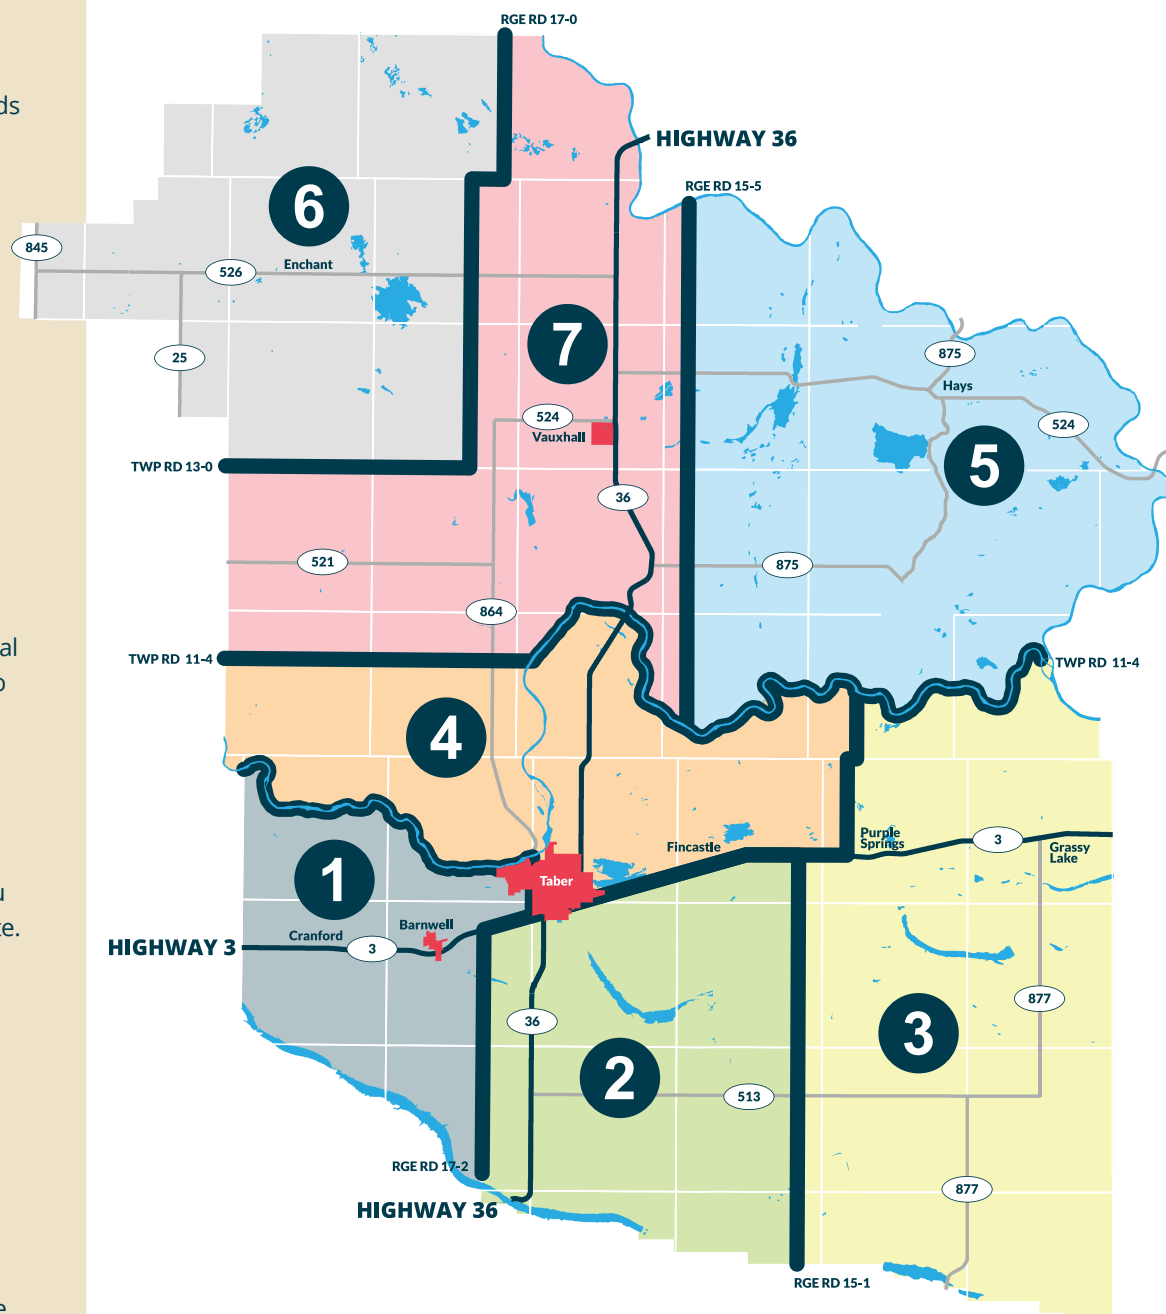 RGE RD 17-0
ds
HIGHWAY 36
RGE RD 15-5
6
845
526
Enchant
7
875
25
Hays
524
Vauxhall
524
TWP RD 13-0
5
36
521
875
864
al
TWP RD 11-4
TWP RD 11-4
4
Purple
Springs
3
Fincastle
Grassy
Lake
1
Taber
u
te.
Barnwell
Cranford
HIGHWAY 3
3
877
36
3
2
513
RGE RD 17-2
877
HIGHWAY 36
RGE RD 15-1